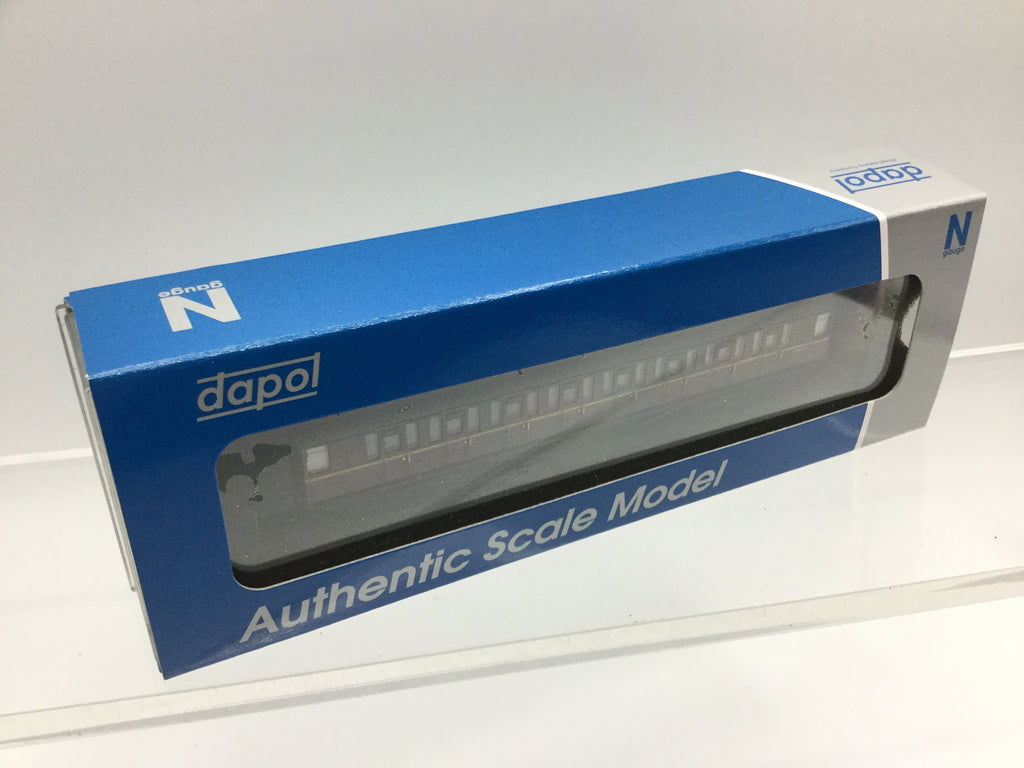 dapol
N
gauge
N
gauge
dapol
Authentic Scale Model